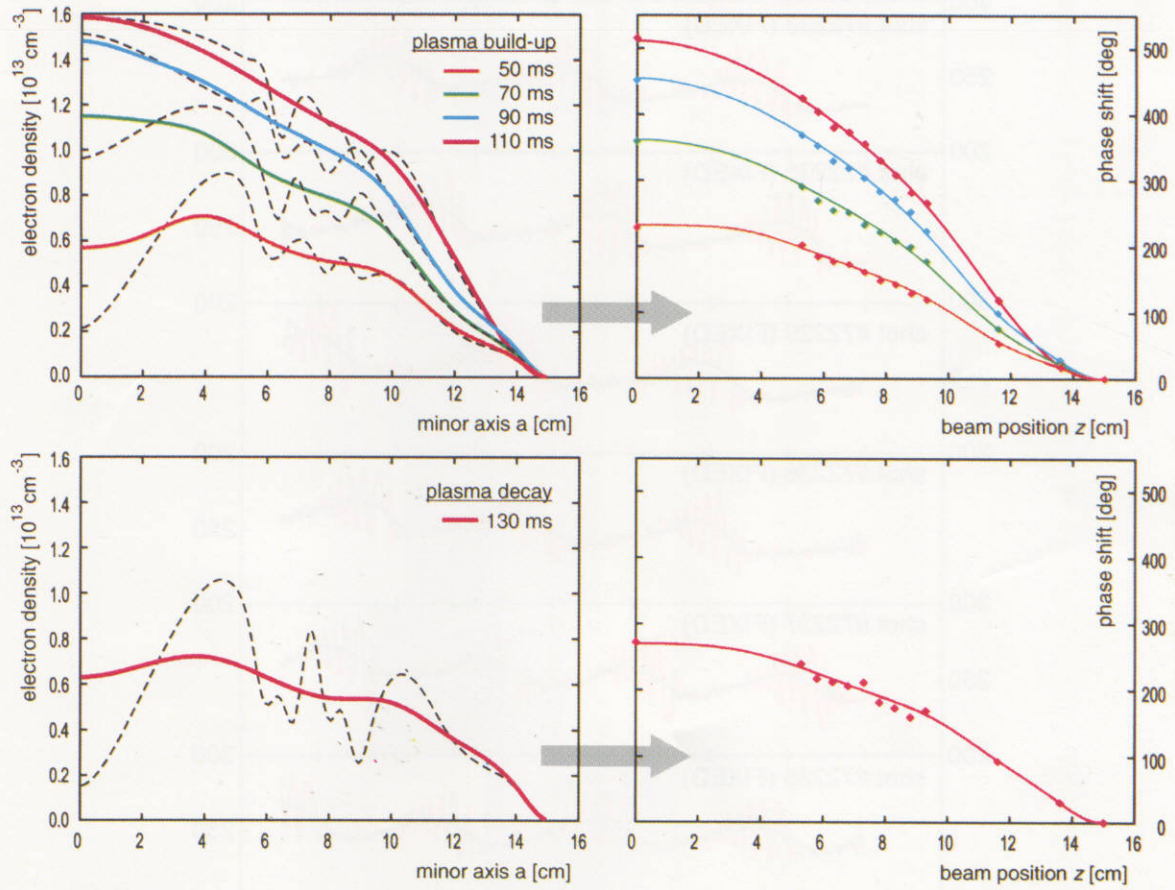 electron density [10^13 cm^-3]
1.6
1.4
1.2
1.0
0.8
0.6
0.4
0.2
0.0
plasma build-up
50 ms
70 ms
90 ms
110 ms
0 2 4 6 8 10 12 14 16
minor axis a [cm]
phase shift [deg]
500
400
300
200
100
0
0 2 4 6 8 10 12 14 16
beam position z [cm]
electron density [10^13 cm^-3]
1.6
1.4
1.2
1.0
0.8
0.6
0.4
0.2
0.0
plasma decay
130 ms
0 2 4 6 8 10 12 14 16
minor axis a [cm]
phase shift [deg]
500
400
300
200
100
0
0 2 4 6 8 10 12 14 16
beam position z [cm]